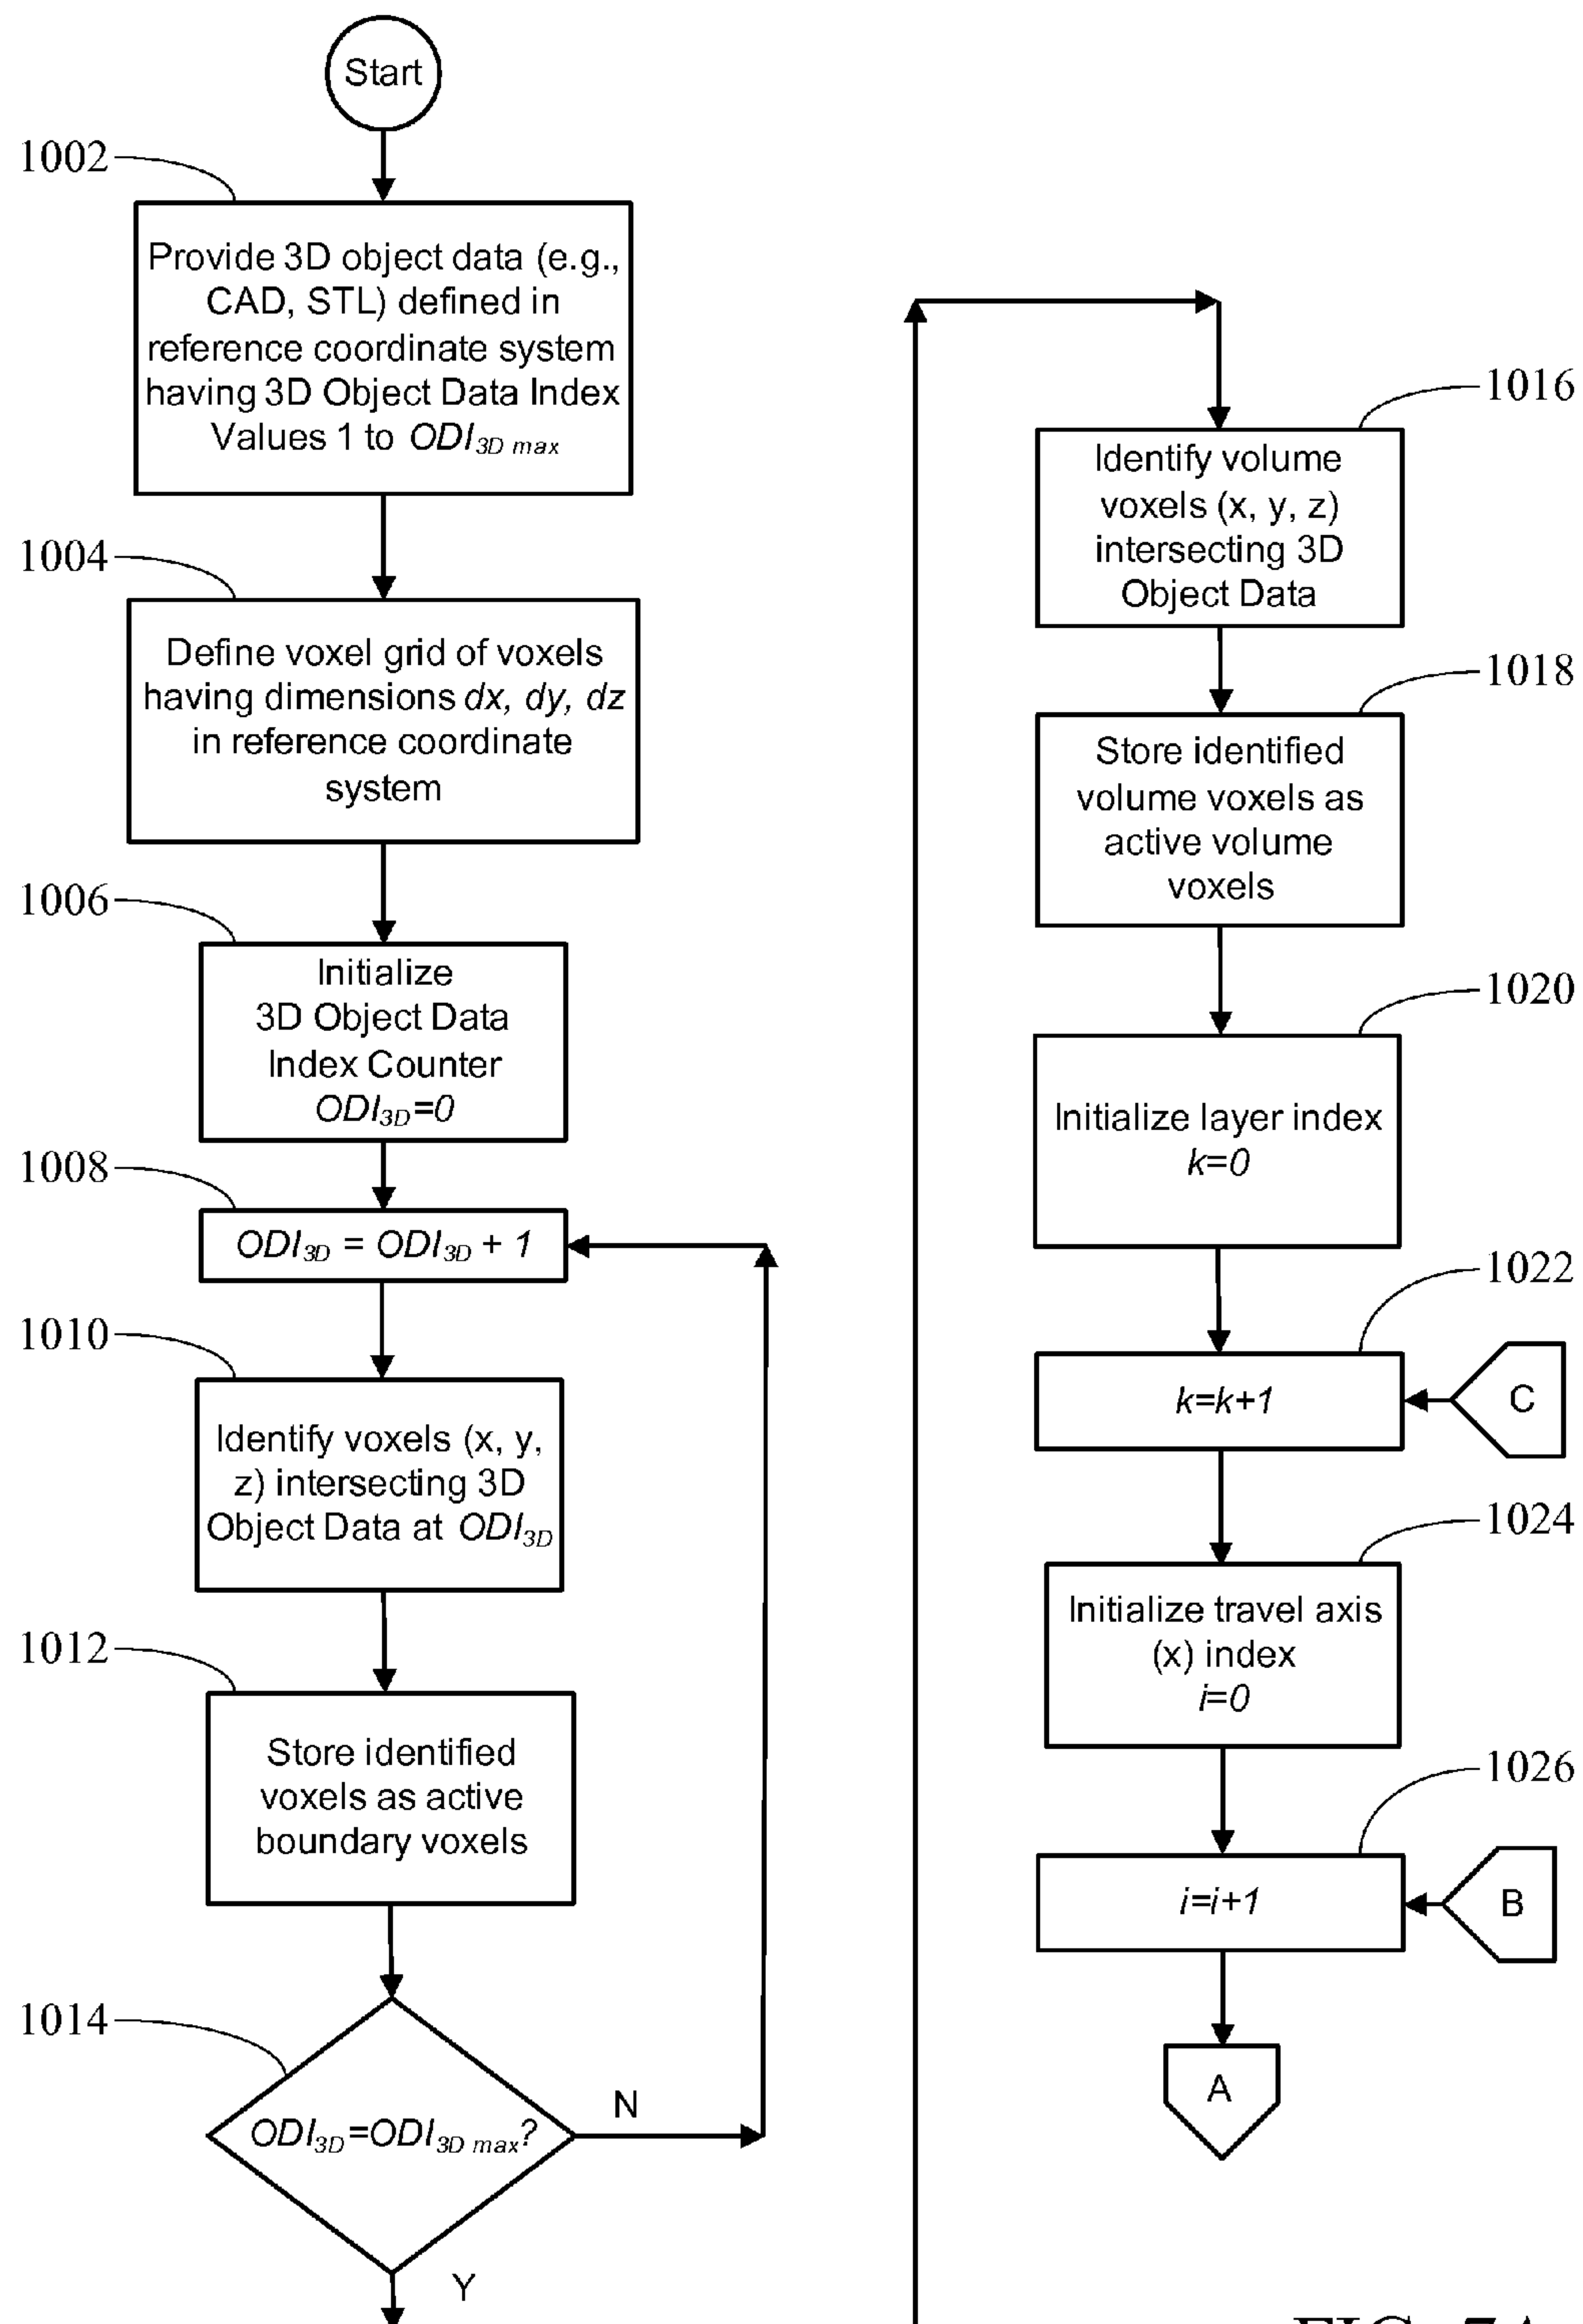 Start
1002
Provide 3D object data (e.g.,
CAD, STL) defined in
reference coordinate system
having 3D Object Data Index
Values 1 to ODI3D max
1004
Define voxel grid of voxels
having dimensions dx, dy, dz
in reference coordinate
system
1006
Initialize
3D Object Data
Index Counter
ODI3D=0
1008
ODI3D = ODI3D + 1
1010
Identify voxels (x, y,
z) intersecting 3D
Object Data at ODI3D
1012
Store identified
voxels as active
boundary voxels
1014
ODI3D=ODI3D max?
N
Y
1016
Identify volume
voxels (x, y, z)
intersecting 3D
Object Data
1018
Store identified
volume voxels as
active volume
voxels
1020
Initialize layer index
k=0
1022
k=k+1
C
1024
Initialize travel axis
(x) index
i=0
1026
i=i+1
B
A